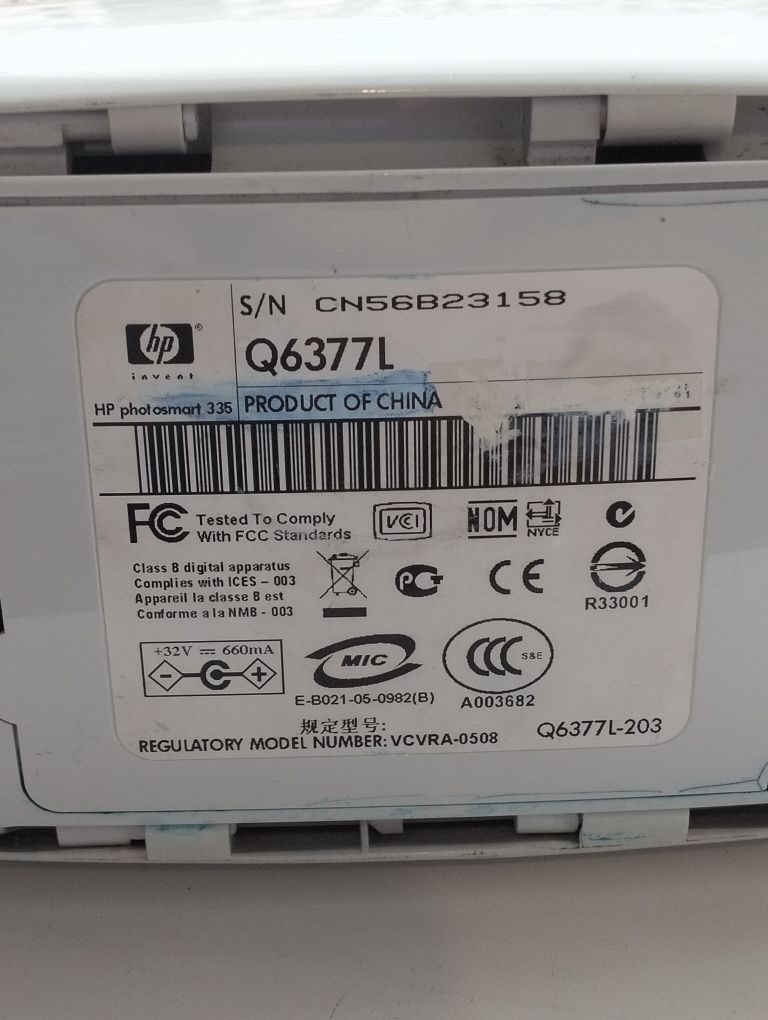 S/N CN56B23158
hp ®
invent
Q6377L
HP photosmart 335
PRODUCT OF CHINA
FC Tested To Comply
With FCC Standards
VCI
NOM
NYCE
Class B digital apparatus
Complies with ICES - 003
Appareil la classe B est
Conforme a la NMB - 003
PG
CE
R33001
+32V ⎓ 660mA
- +
MIC
E-B021-05-0982(B)
CCC S&E
A003682
规定型号:
REGULATORY MODEL NUMBER: VCVRA-0508
Q6377L-203